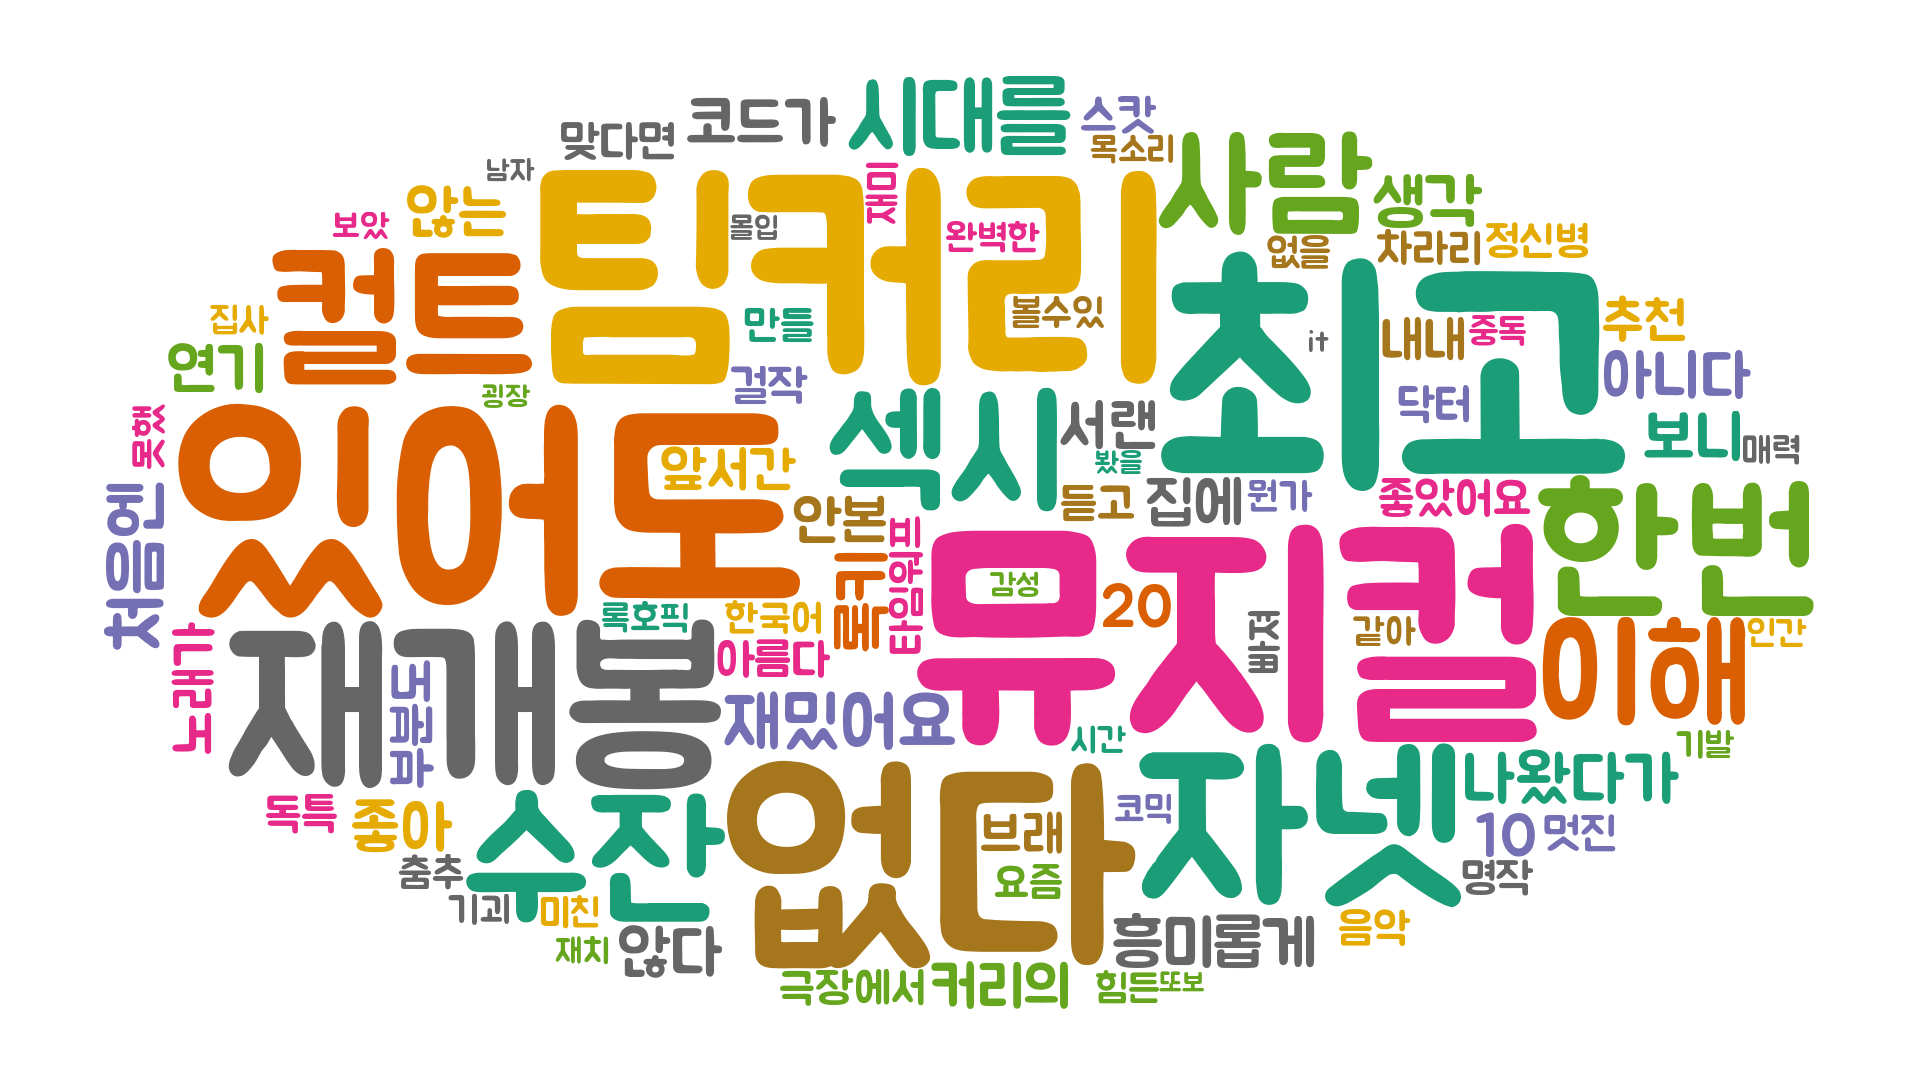 시대를
코드가
스캇
맞다면
목소리
남자
재미
사람
생각
않는
보았
몰입
완벽한
없을
차라리
정신병
팀커리
컬트
집사
만들
볼수있
it
내내
중독
추천
최고
연기
굉장
걸작
닥터
아니다
못했
있어도
앞서간
섹시
서랜
봤을
듣고
집에
뭔가
좋았어요
보니
매력
처음엔
안본
한번
록키
타임워프
뮤지컬
감성
20
쩔뿐
같아
이해
인간
록호픽
한국어
아름다
노래가
재개봉
부분도
재밌어요
시간
기발
독특
좋아
수잔
없다
브래
요즘
코믹
자넷
나왔다가
10
멋진
춤추
기괴
미친
명작
재치
않다
흥미롭게
음악
극장에서
커리의
힘든
또보